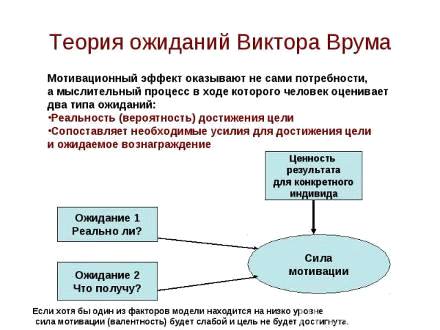 Теория ожиданий Виктора Врума
Мотивационный эффект оказывают не сами потребности,
а мыслительный процесс в ходе которого человек оценивает
два типа ожиданий:
•Реальность (вероятность) достижения цели
•Сопоставляет необходимые усилия для достижения цели
и ожидаемое вознаграждение
Ценность
результата
для конкретного
индивида
Ожидание 1
Реально ли?
Ожидание 2
Что получу?
Сила
мотивации
Если хотя бы один из факторов модели находится на низко уровне
сила мотивации (валентность) будет слабой и цель не будет достигнута.